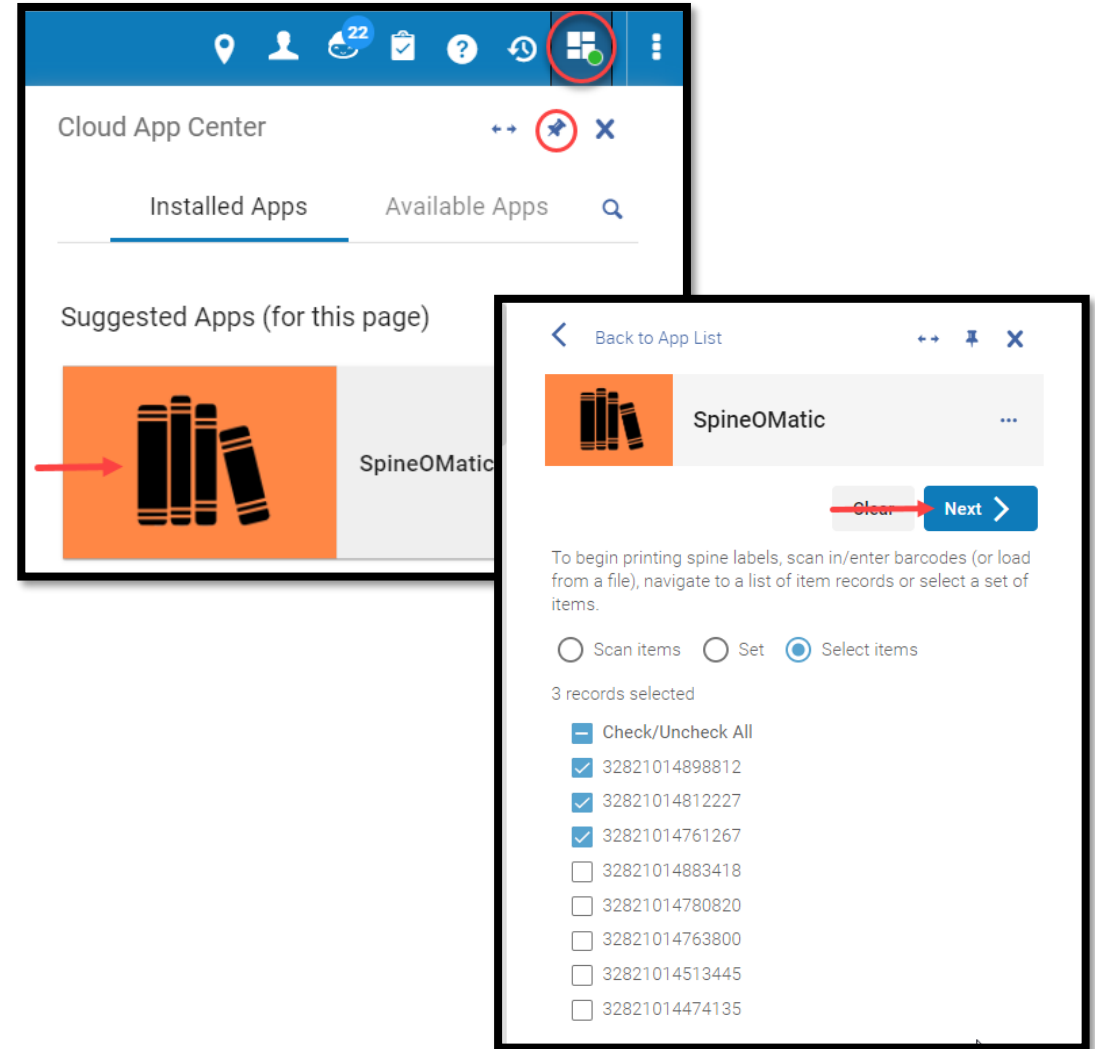 22
?
Cloud App Center
Installed Apps Available Apps
Suggested Apps (for this page)
SpineOMatic
Back to App List
SpineOMatic
Clear Next
To begin printing spine labels, scan in/enter barcodes (or load
from a file), navigate to a list of item records or select a set of
items.
Scan items Set Select items
3 records selected
Check/Uncheck All
32821014898812
32821014812227
32821014761267
32821014883418
32821014780820
32821014763800
32821014513445
32821014474135